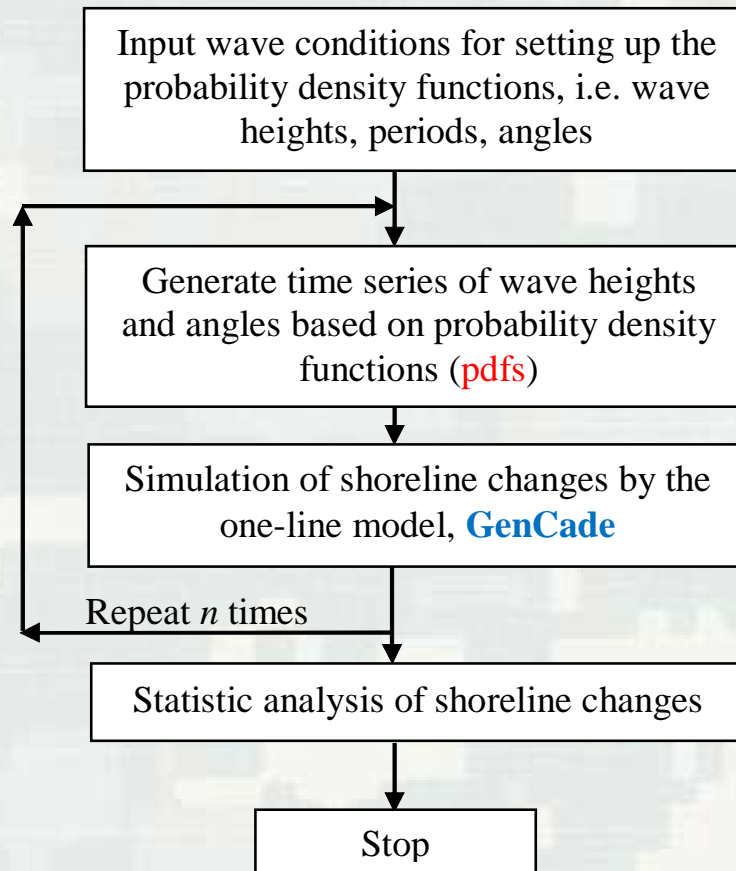 Input wave conditions for setting up the
probability density functions, i.e. wave
heights, periods, angles
Generate time series of wave heights
and angles based on probability density
functions (pdfs)
Simulation of shoreline changes by the
one-line model, GenCade
Repeat n times
Statistic analysis of shoreline changes
Stop